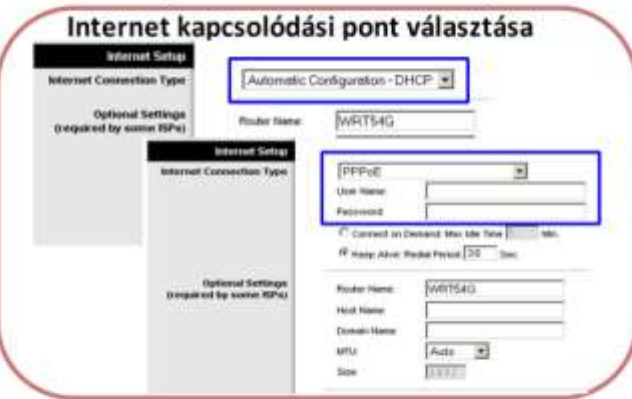 Internet kapcsolódási pont választása
Internet Setup
Internet Connection Type
Automatic Configuration - DHCP
Optional Settings
(required by some ISPs)
Router Name:
WRT54G
Internet Setup
Internet Connection Type
PPPoE
User Name:
Password:
Connect on Demand: Max Idle Time Min.
Keep Alive: Redial Period 30 Sec.
Optional Settings
(required by some ISPs)
Router Name:
WRT54G
Host Name:
Domain Name:
MTU:
Auto
Size: